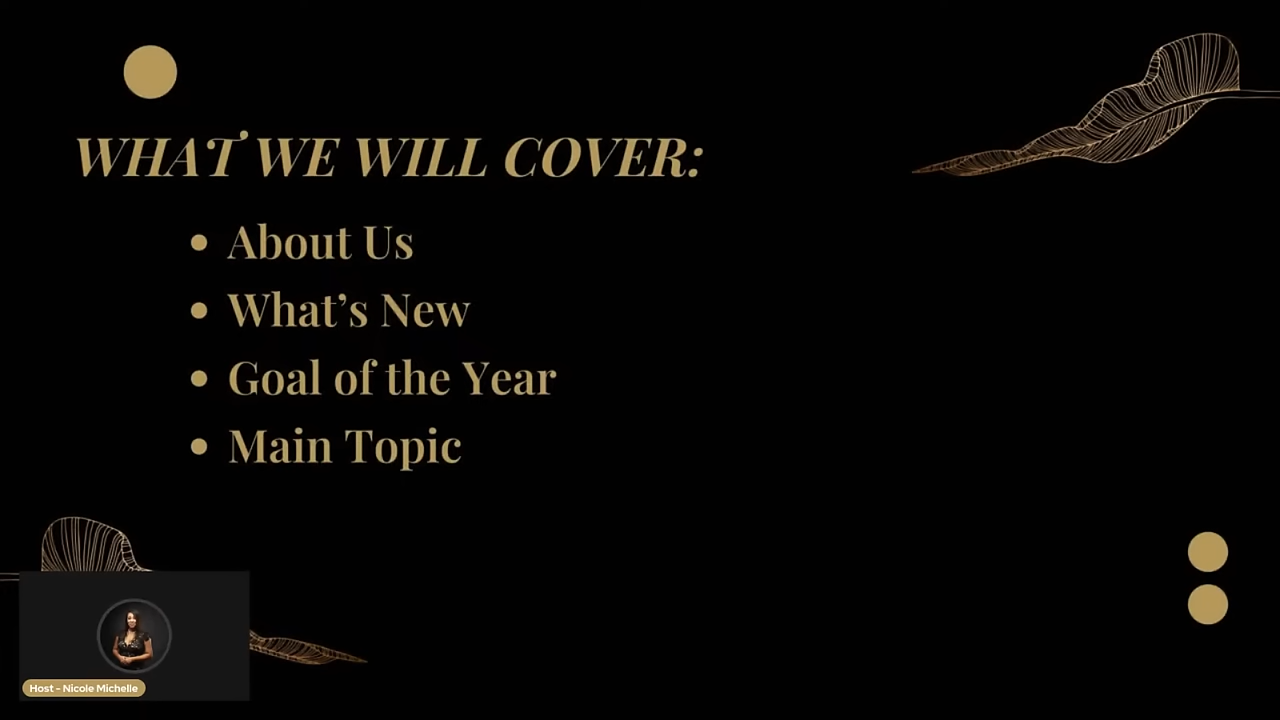 WHAT WE WILL COVER:
• About Us
• What’s New
• Goal of the Year
• Main Topic
Host - Nicole Michelle